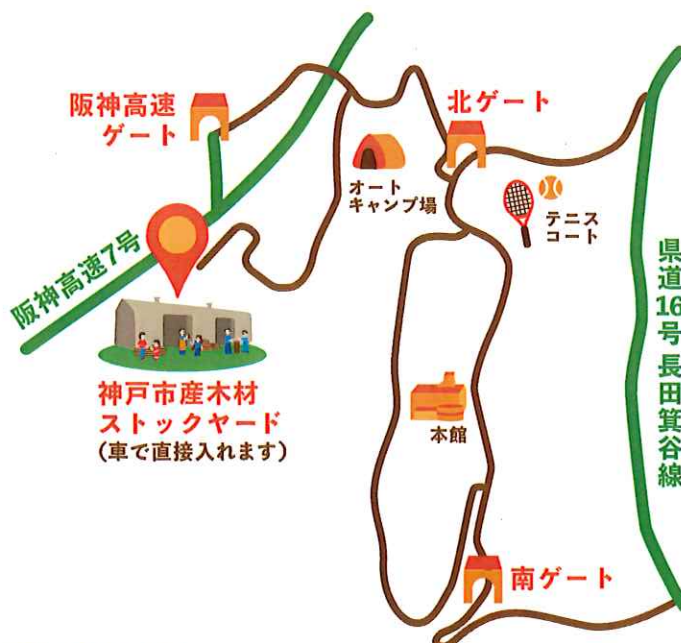 阪神高速
ゲート
北ゲート
オート
キャンプ場
テニス
コート
阪神高速7号
県道16号 長田箕谷線
神戸市産木材
ストックヤード
(車で直接入れます)
本館
南ゲート